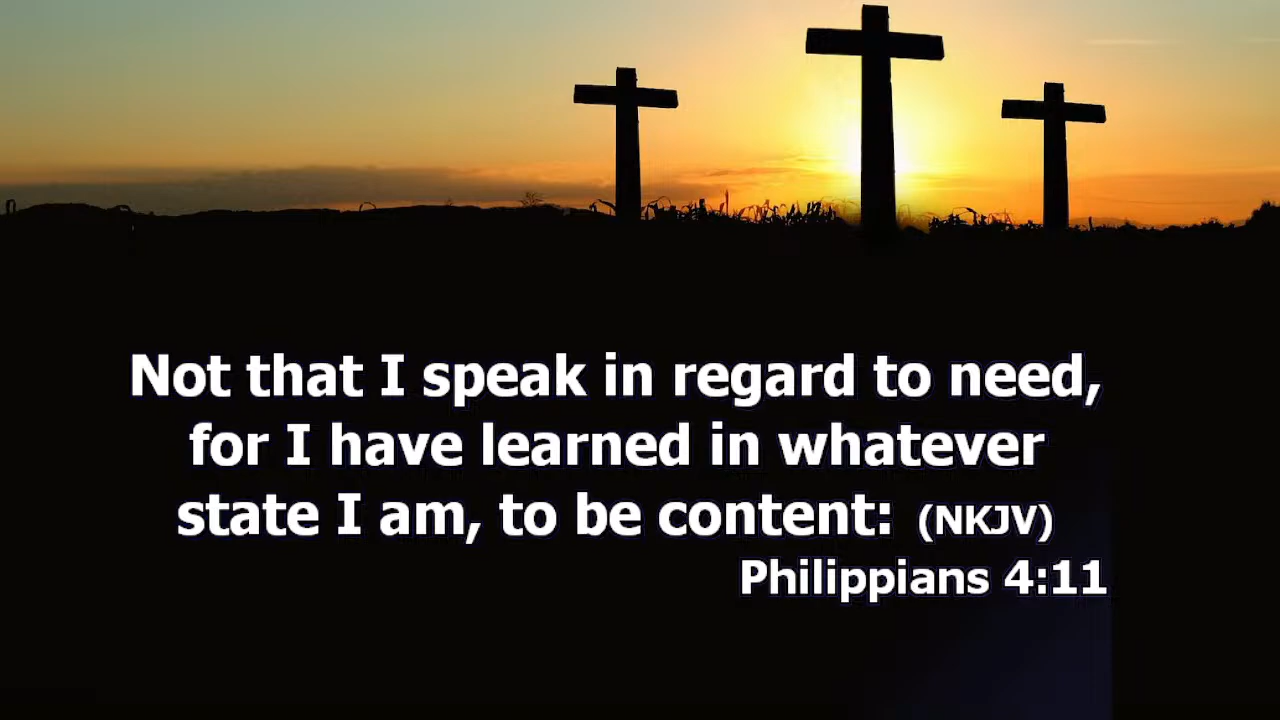 Not that I speak in regard to need,
for I have learned in whatever
state I am, to be content: (NKJV)
Philippians 4:11